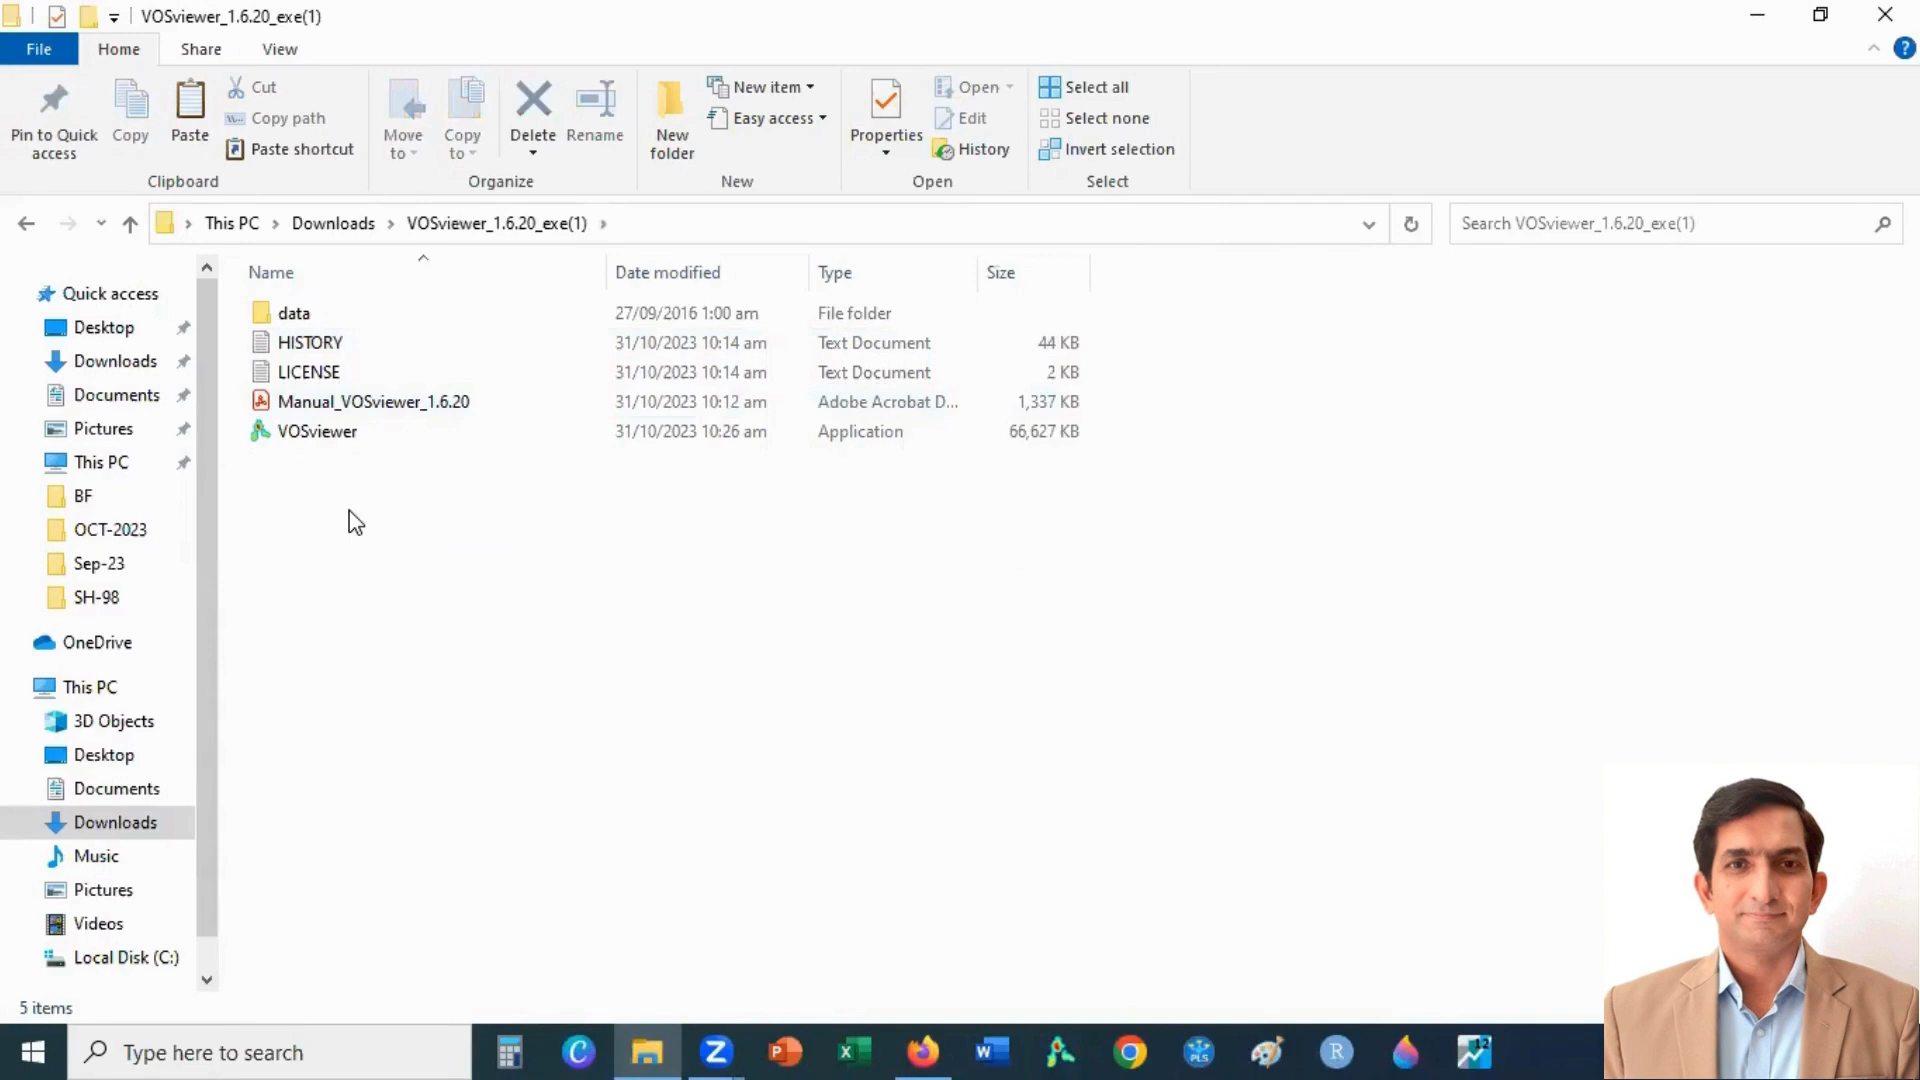 VOSviewer_1.6.20_exe(1)
File Home Share View
Pin to Quick access
Copy
Paste
Cut
Copy path
Paste shortcut
Clipboard
Move to
Copy to
Delete
Rename
Organize
New folder
New item
Easy access
New
Properties
Open
Edit
History
Open
Select all
Select none
Invert selection
Select
This PC > Downloads > VOSviewer_1.6.20_exe(1) >
Search VOSviewer_1.6.20_exe(1)
Name Date modified Type Size
data 27/09/2016 1:00 am File folder
HISTORY 31/10/2023 10:14 am Text Document 44 KB
LICENSE 31/10/2023 10:14 am Text Document 2 KB
Manual_VOSviewer_1.6.20 31/10/2023 10:12 am Adobe Acrobat D... 1,337 KB
VOSviewer 31/10/2023 10:26 am Application 66,627 KB
Quick access
Desktop
Downloads
Documents
Pictures
This PC
BF
OCT-2023
Sep-23
SH-98
OneDrive
This PC
3D Objects
Desktop
Documents
Downloads
Music
Pictures
Videos
Local Disk (C:)
5 items
Type here to search
PLS
R
12